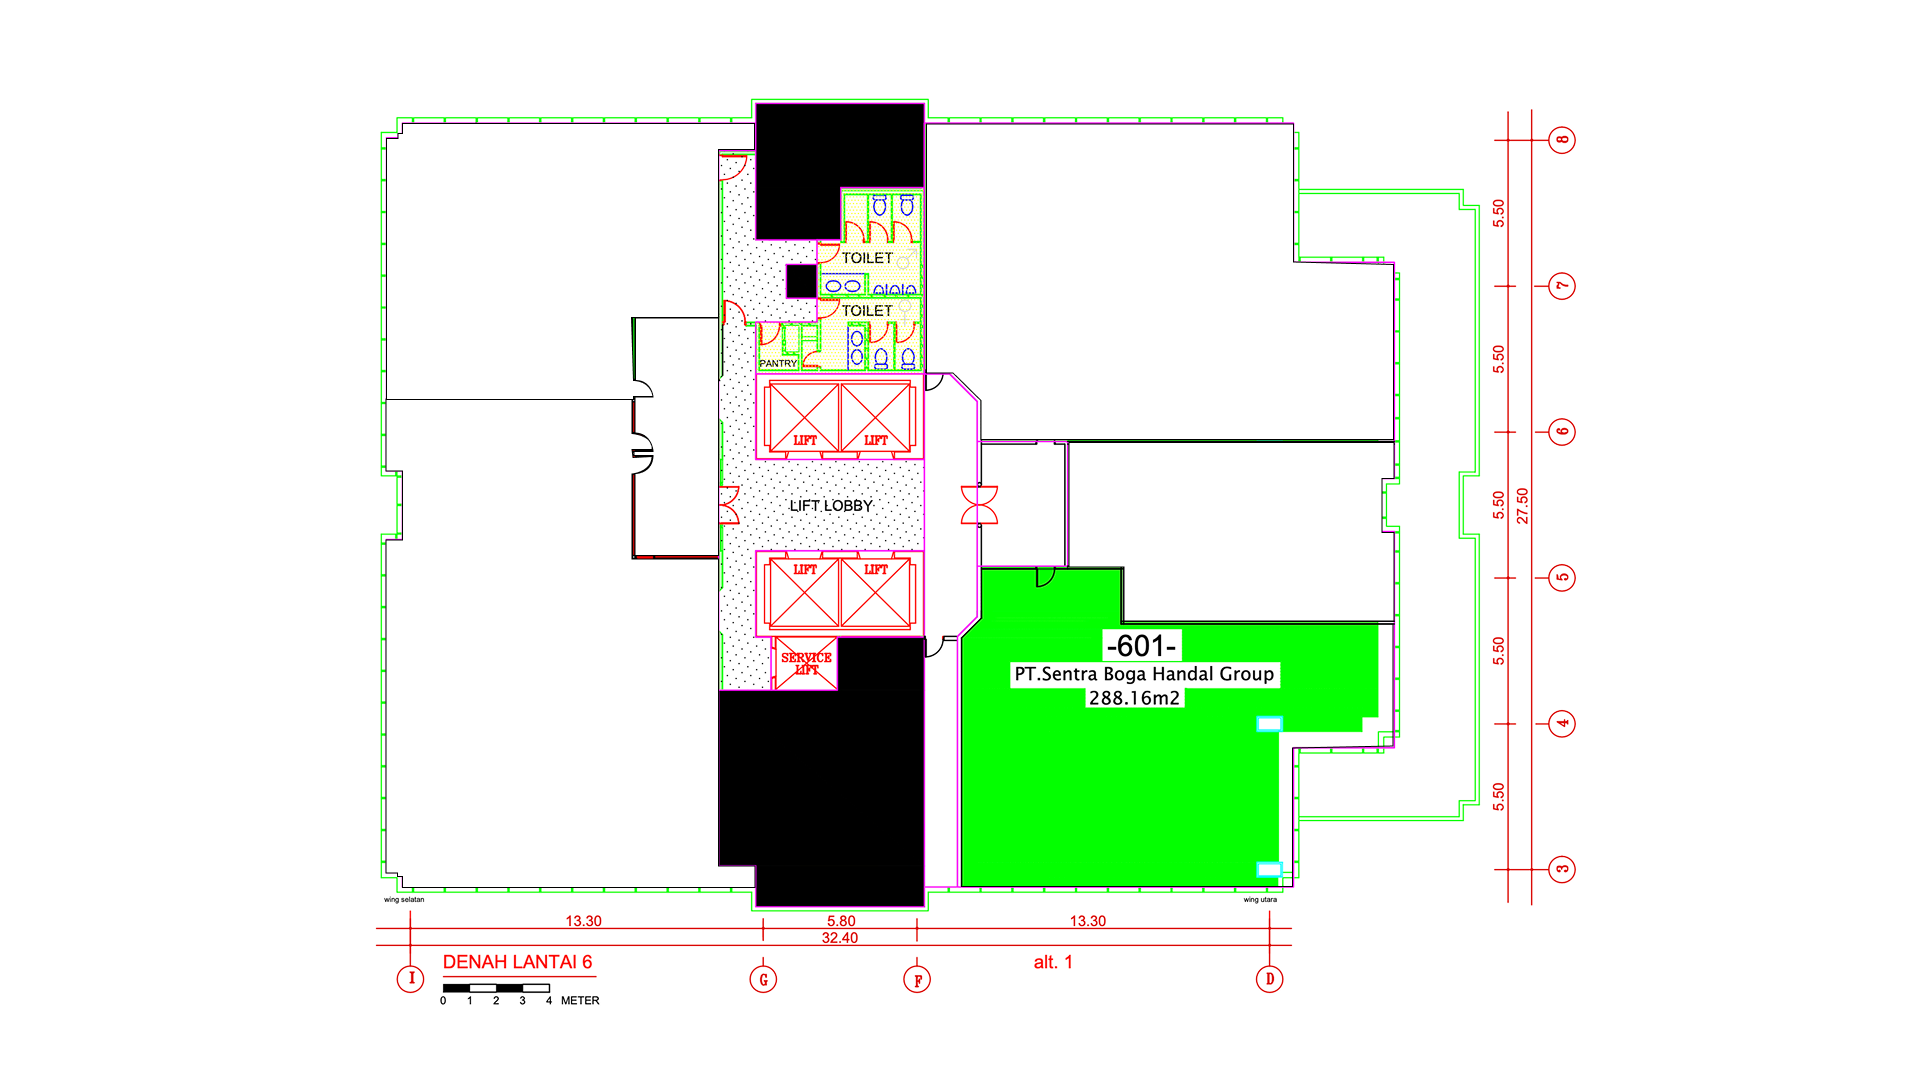 8
5.50
TOILET
7
TOILET
5.50
PANTRY
6
LIFT
LIFT
LIFT LOBBY
5.50
27.50
LIFT
LIFT
5
-601-
SERVICE
LIFT
5.50
PT.Sentra Boga Handal Group
288.16m2
4
5.50
3
wing selatan
wing utara
13.30
5.80
13.30
32.40
DENAH LANTAI 6
alt. 1
I
G
F
D
0 1 2 3 4 METER